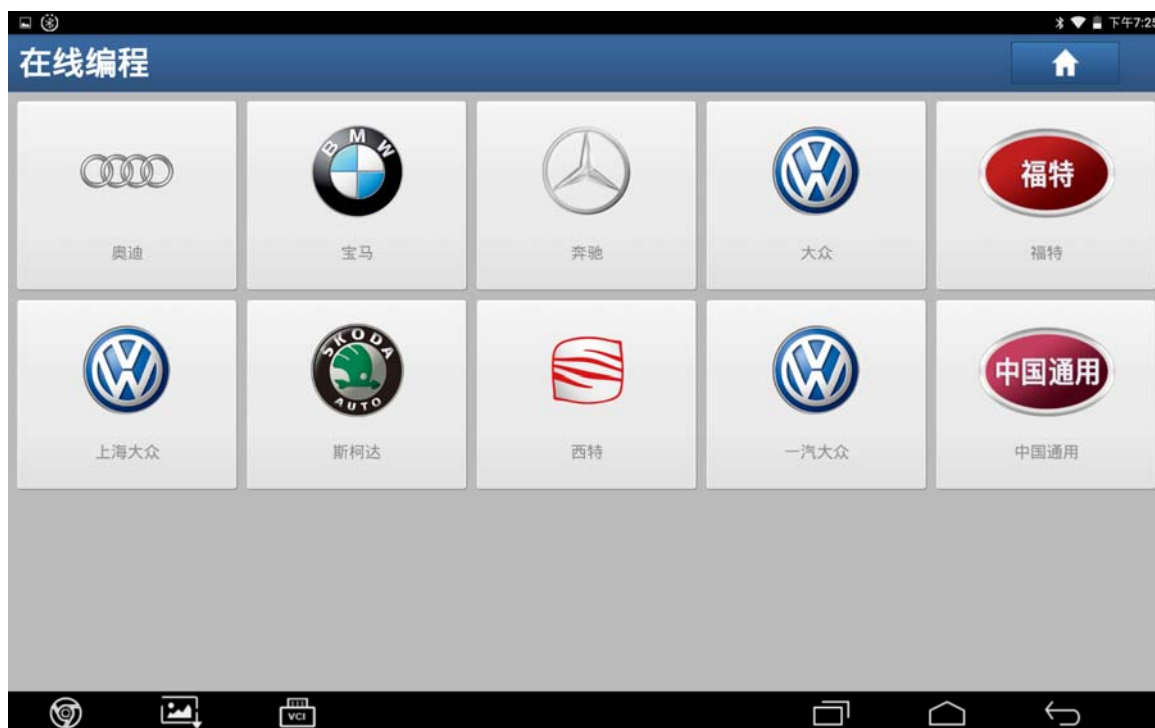 下午7:25
在线编程
BMW
福特
奥迪
宝马
奔驰
大众
福特
SKODA
AUTO
中国通用
上海大众
斯柯达
西特
一汽大众
中国通用
VCI